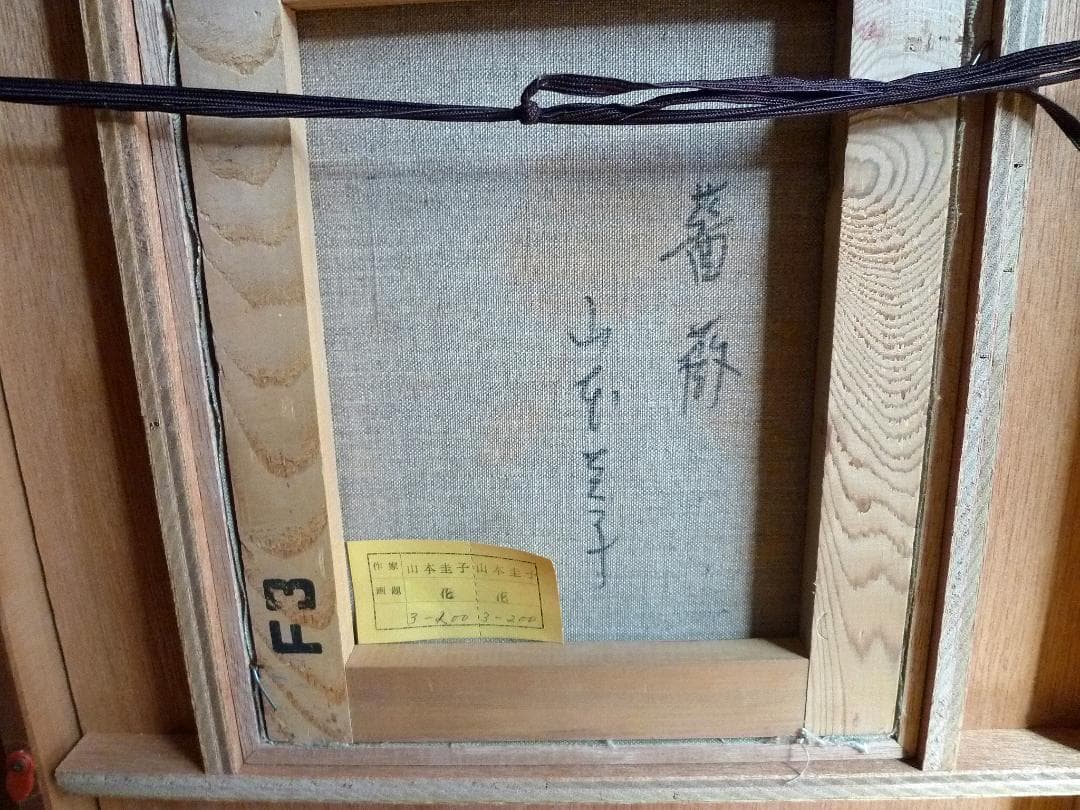 薔薇
山本圭子
作家 山本圭子 山本圭子
画題 花 花
3-200 3-200
F3